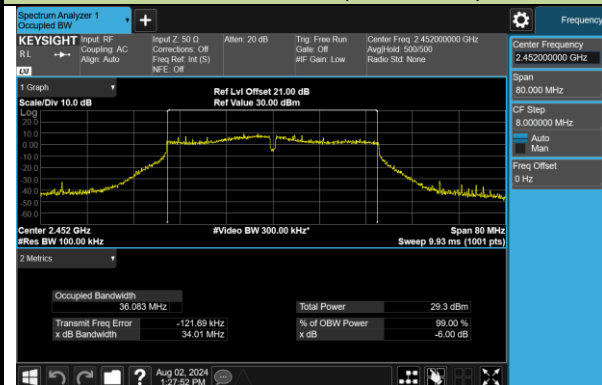 Spectrum Analyzer 1
Occupied BW
Frequency
KEYSIGHT
RL
Input: RF
Coupling: AC
Align: Auto
Input Z: 50 Ω
Corrections: Off
Freq Ref: Int (S)
NFE: Off
Atten: 20 dB
Trig: Free Run
Gate: Off
#IF Gain: Low
Center Freq: 2.452000000 GHz
Avg|Hold: 500/500
Radio Std: None
Center Frequency
2.452000000 GHz
Span
80.000 MHz
CF Step
8.000000 MHz
Auto
Man
Freq Offset
0 Hz
1 Graph
Scale/Div 10.0 dB
Ref Lvl Offset 21.00 dB
Ref Value 30.00 dBm
Log
20.0
10.0
0.00
-10.0
-20.0
-30.0
-40.0
-50.0
-60.0
Center 2.452 GHz
#Video BW 300.00 kHz*
Span 80 MHz
#Res BW 100.00 kHz
Sweep 9.93 ms (1001 pts)
2 Metrics
Occupied Bandwidth
36.083 MHz
Total Power
29.3 dBm
Transmit Freq Error
-121.69 kHz
% of OBW Power
99.00 %
x dB Bandwidth
34.01 MHz
x dB
-6.00 dB
Aug 02, 2024
1:27:52 PM